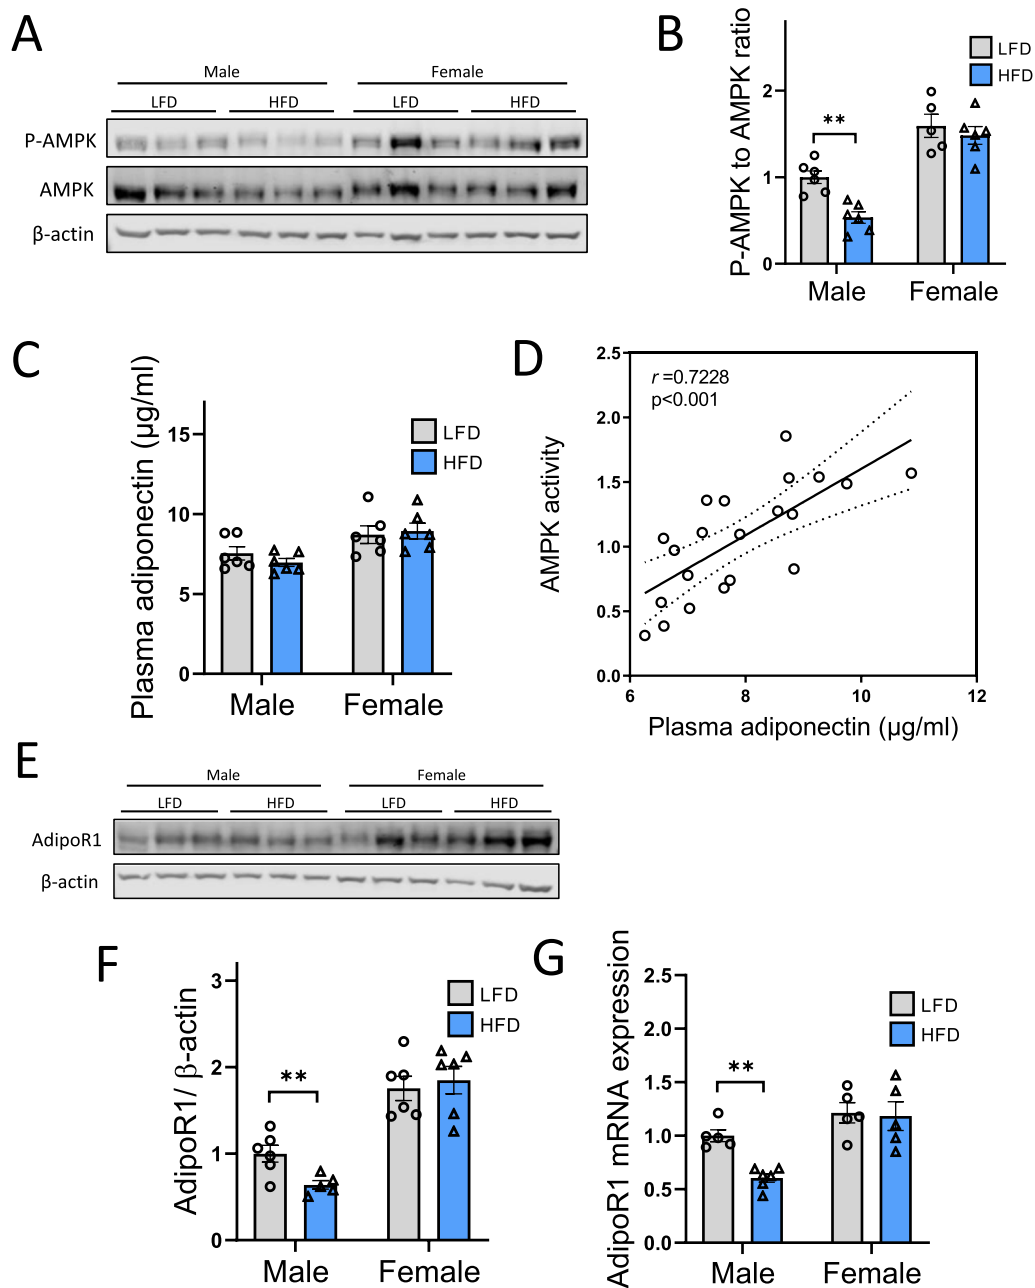 A
Male
Female
LFD
HFD
LFD
HFD
P-AMPK
AMPK
β-actin
B
P-AMPK to AMPK ratio
LFD
HFD
2
1
0
**
Male
Female
C
Plasma adiponectin (µg/ml)
LFD
HFD
15
10
5
0
Male
Female
D
AMPK activity
r =0.7228
p<0.001
2.5
2.0
1.5
1.0
0.5
0.0
6
8
10
12
Plasma adiponectin (µg/ml)
E
Male
Female
LFD
HFD
LFD
HFD
AdipoR1
β-actin
F
AdipoR1/ β-actin
LFD
HFD
3
2
1
0
**
Male
Female
G
AdipoR1 mRNA expression
LFD
HFD
2.5
2.0
1.5
1.0
0.5
0.0
**
Male
Female